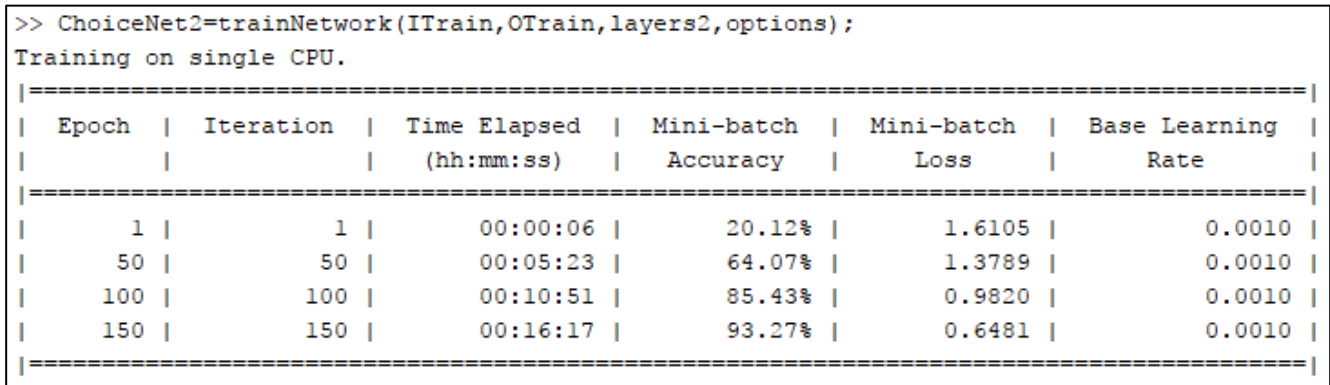 >> ChoiceNet2=trainNetwork(ITrain,OTrain,layers2,options);
Training on single CPU.
|========================================================================================|
|  Epoch  |  Iteration  |  Time Elapsed  |  Mini-batch  |  Mini-batch  |  Base Learning  |
|         |             |   (hh:mm:ss)   |   Accuracy   |     Loss     |      Rate       |
|========================================================================================|
|       1 |           1 |       00:00:06 |       20.12% |       1.6105 |          0.0010 |
|      50 |          50 |       00:05:23 |       64.07% |       1.3789 |          0.0010 |
|     100 |         100 |       00:10:51 |       85.43% |       0.9820 |          0.0010 |
|     150 |         150 |       00:16:17 |       93.27% |       0.6481 |          0.0010 |
|========================================================================================|